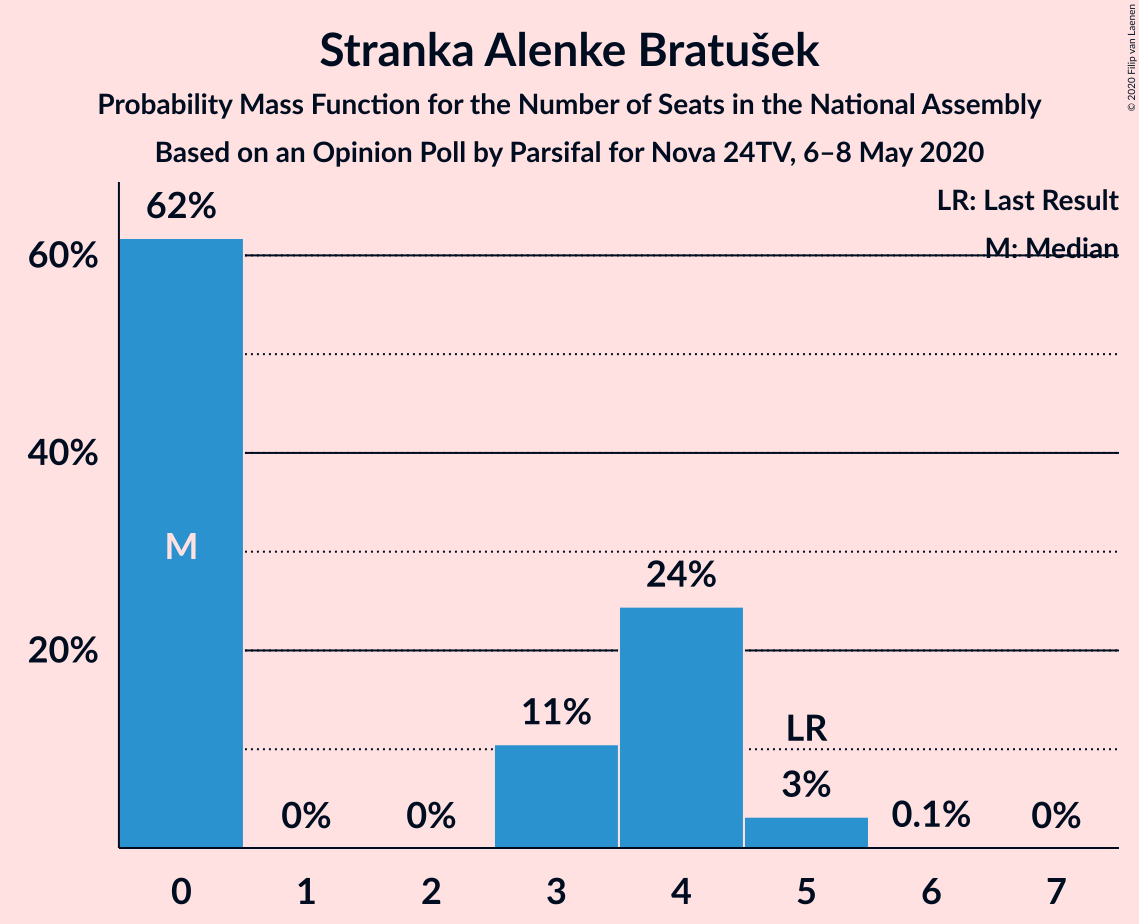 Stranka Alenke Bratušek
Probability Mass Function for the Number of Seats in the National Assembly
Based on an Opinion Poll by Parsifal for Nova 24TV, 6–8 May 2020
© 2020 Filip van Laenen
LR: Last Result
M: Median
62%
60%
40%
M
24%
20%
11%
LR
3%
0%
0%
0.1%
0%
0 1 2 3 4 5 6 7